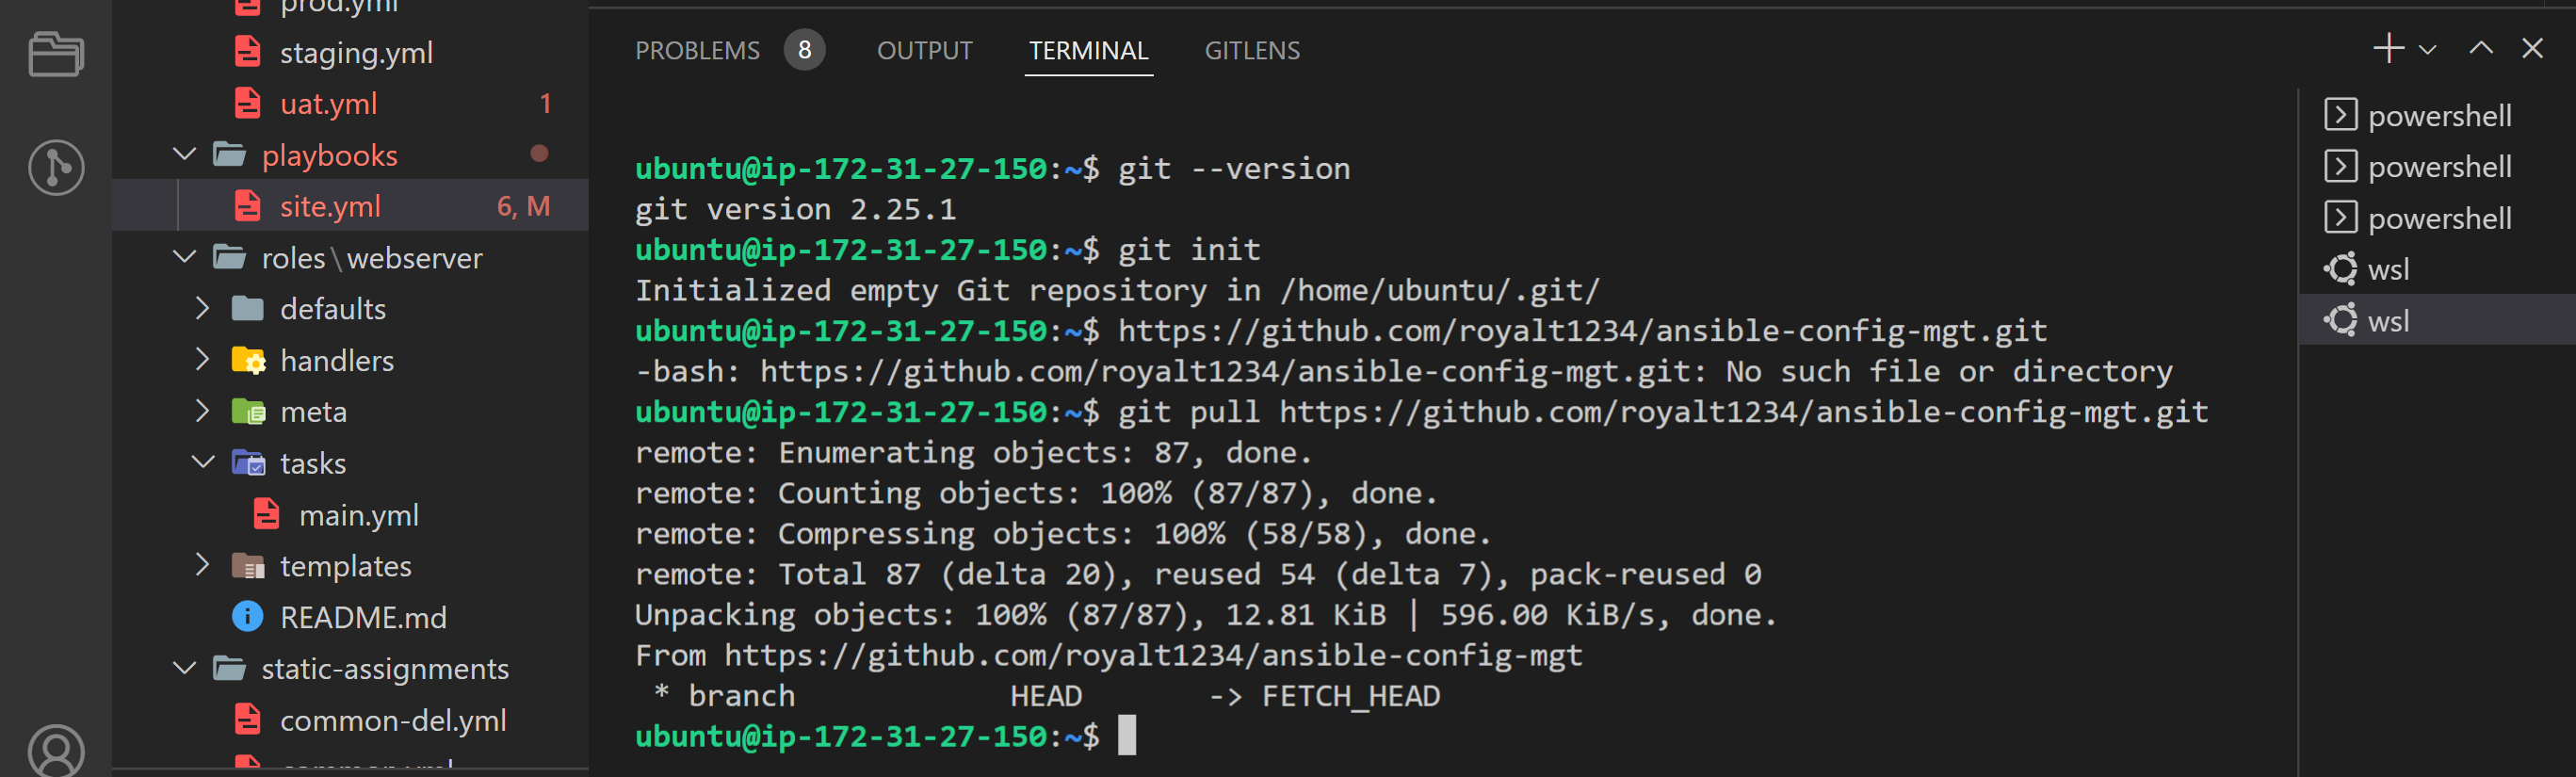 prod.yml
staging.yml
uat.yml 1
playbooks
site.yml 6, M
roles\webserver
defaults
handlers
meta
tasks
main.yml
templates
README.md
static-assignments
common-del.yml
common.yml
PROBLEMS 8 OUTPUT TERMINAL GITLENS
ubuntu@ip-172-31-27-150:~$ git --version
git version 2.25.1
ubuntu@ip-172-31-27-150:~$ git init
Initialized empty Git repository in /home/ubuntu/.git/
ubuntu@ip-172-31-27-150:~$ https://github.com/royalt1234/ansible-config-mgt.git
-bash: https://github.com/royalt1234/ansible-config-mgt.git: No such file or directory
ubuntu@ip-172-31-27-150:~$ git pull https://github.com/royalt1234/ansible-config-mgt.git
remote: Enumerating objects: 87, done.
remote: Counting objects: 100% (87/87), done.
remote: Compressing objects: 100% (58/58), done.
remote: Total 87 (delta 20), reused 54 (delta 7), pack-reused 0
Unpacking objects: 100% (87/87), 12.81 KiB | 596.00 KiB/s, done.
From https://github.com/royalt1234/ansible-config-mgt
 * branch            HEAD       -> FETCH_HEAD
ubuntu@ip-172-31-27-150:~$
powershell
powershell
powershell
wsl
wsl